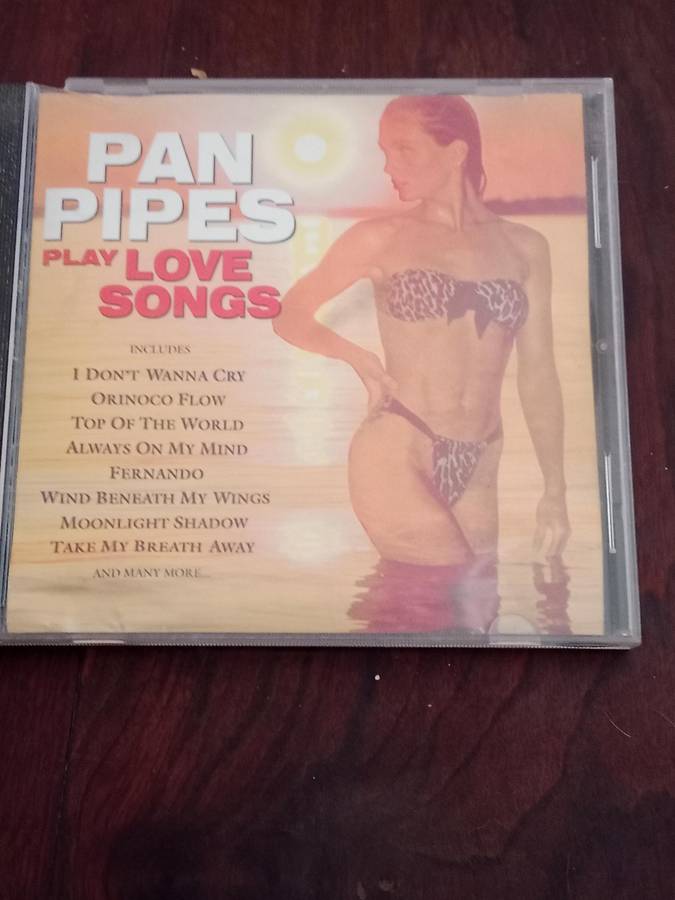 PAN
PIPES
PLAY LOVE
SONGS
INCLUDES
I DON'T WANNA CRY
ORINOCO FLOW
TOP OF THE WORLD
ALWAYS ON MY MIND
FERNANDO
WIND BENEATH MY WINGS
MOONLIGHT SHADOW
TAKE MY BREATH AWAY
AND MANY MORE...